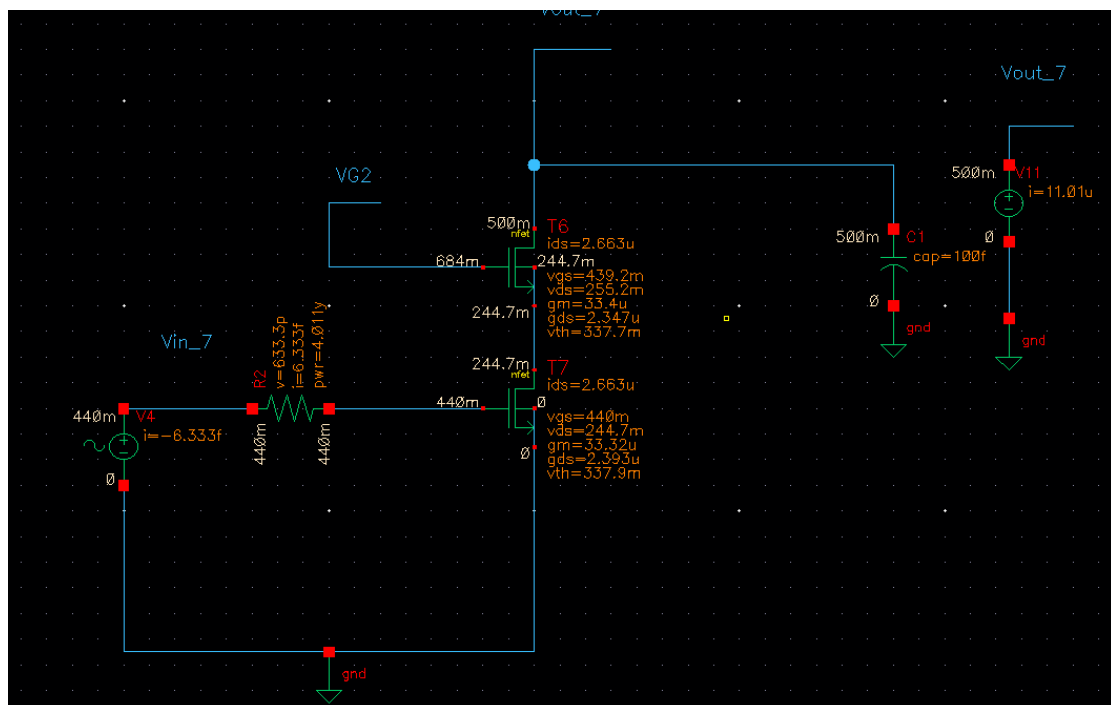 Vout_7
Vout_7
VG2
500m
T6
nfet
ids=2.663u
684m
244.7m
vgs=439.2m
vds=255.2m
gm=33.4u
gds=2.347u
vth=337.7m
244.7m
500m
V11
i=11.01u
0
500m
C1
cap=100f
0
gnd
gnd
Vin_7
R2
v=633.3p
i=6.333f
pwr=4.011y
440m
440m
440m
V4
i=-6.333f
0
244.7m
T7
nfet
ids=2.663u
440m
0
vgs=440m
vds=244.7m
gm=33.32u
gds=2.393u
vth=337.9m
0
gnd